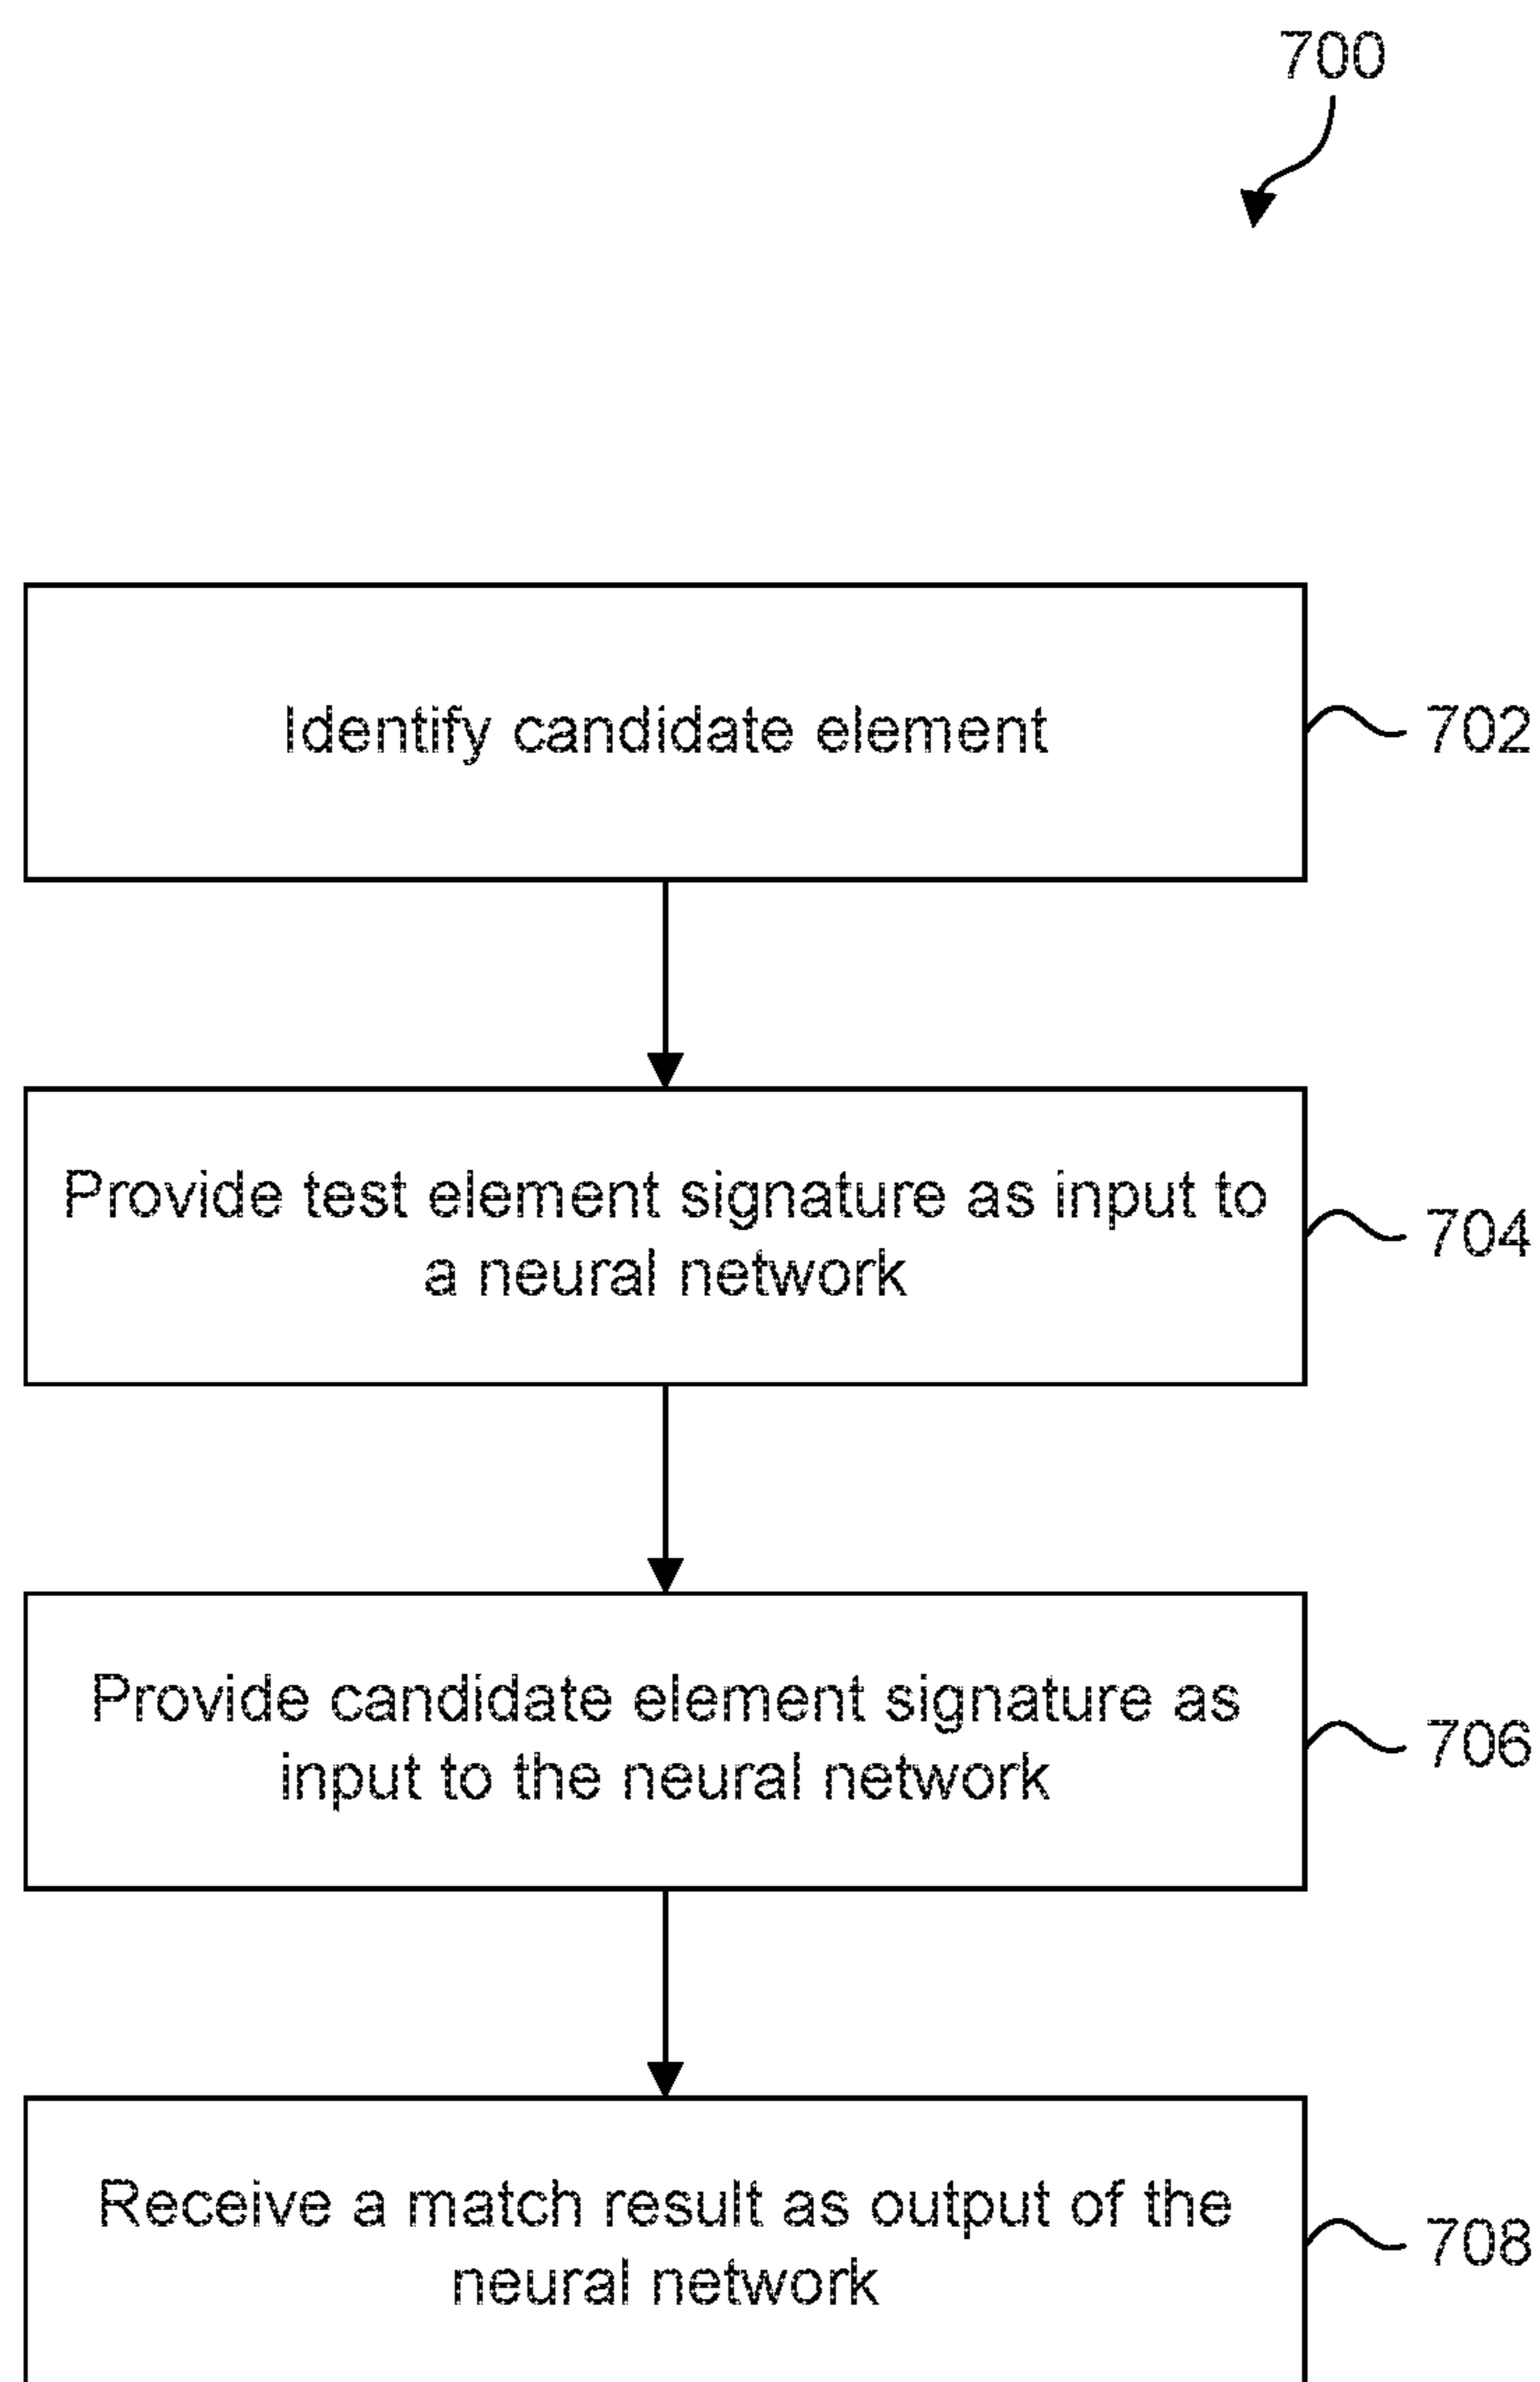 700
Identify candidate element
702
Provide test element signature as input to
a neural network
704
Provide candidate element signature as
input to the neural network
706
Receive a match result as output of the
neural network
708